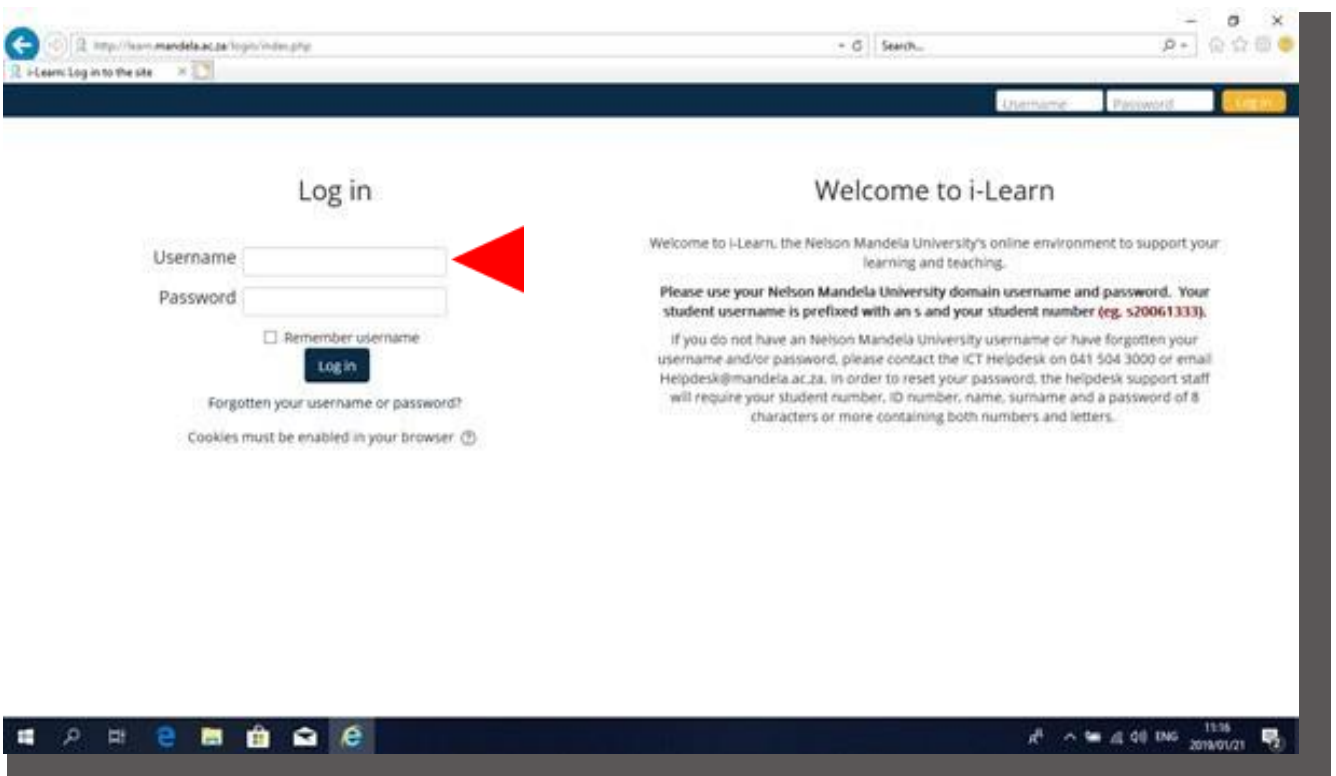 http://learn.mandela.ac.za/login/index.php
Search...
i-Learn: Log in to the site
Username Password Log in
Log in
Username
Password
Remember username
Log in
Forgotten your username or password?
Cookies must be enabled in your browser
Welcome to i-Learn
Welcome to i-Learn, the Nelson Mandela University's online environment to support your
learning and teaching.
Please use your Nelson Mandela University domain username and password. Your
student username is prefixed with an s and your student number (eg. s20061333).
If you do not have an Nelson Mandela University username or have forgotten your
username and/or password, please contact the ICT Helpdesk on 041 504 3000 or email
Helpdesk@mandela.ac.za. In order to reset your password, the helpdesk support staff
will require your student number, ID number, name, surname and a password of 8
characters or more containing both numbers and letters.
ENG
11:16
2019/01/21
2